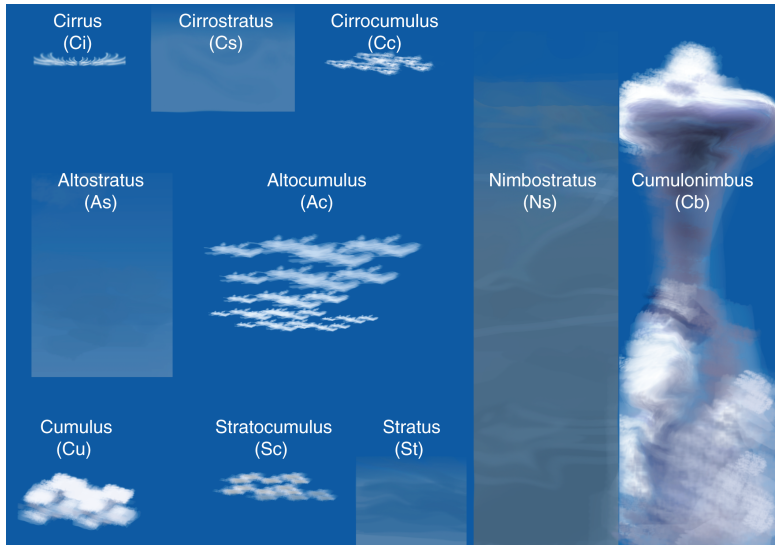 Cirrus
(Ci)
Cirrostratus
(Cs)
Cirrocumulus
(Cc)
Altostratus
(As)
Altocumulus
(Ac)
Nimbostratus
(Ns)
Cumulonimbus
(Cb)
Cumulus
(Cu)
Stratocumulus
(Sc)
Stratus
(St)